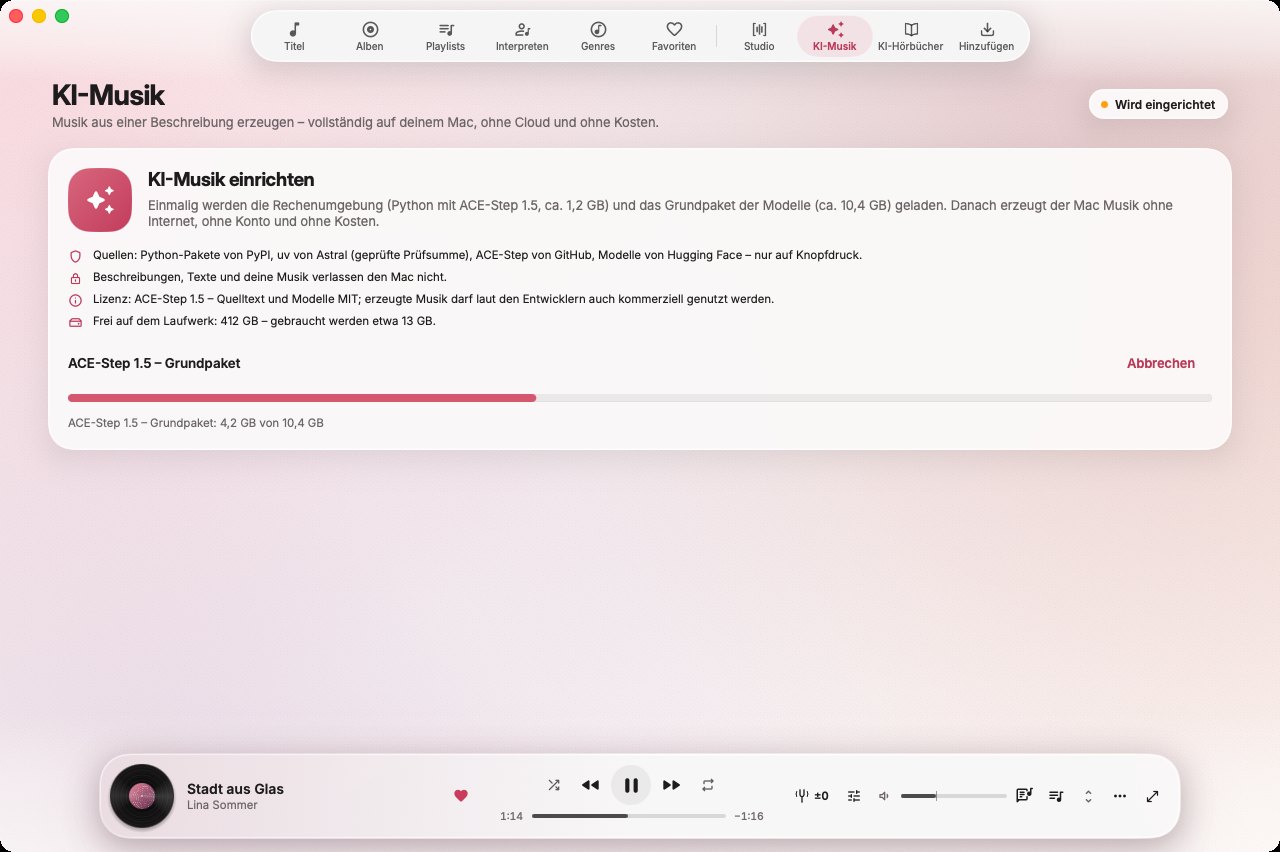 Titel
Alben
Playlists
Interpreten
Genres
Favoriten
Studio
KI-Musik
KI-Hörbücher
Hinzufügen
KI-Musik
Musik aus einer Beschreibung erzeugen – vollständig auf deinem Mac, ohne Cloud und ohne Kosten.
Wird eingerichtet
KI-Musik einrichten
Einmalig werden die Rechenumgebung (Python mit ACE-Step 1.5, ca. 1,2 GB) und das Grundpaket der Modelle (ca. 10,4 GB) geladen. Danach erzeugt der Mac Musik ohne
Internet, ohne Konto und ohne Kosten.
Quellen: Python-Pakete von PyPI, uv von Astral (geprüfte Prüfsumme), ACE-Step von GitHub, Modelle von Hugging Face – nur auf Knopfdruck.
Beschreibungen, Texte und deine Musik verlassen den Mac nicht.
Lizenz: ACE-Step 1.5 – Quelltext und Modelle MIT; erzeugte Musik darf laut den Entwicklern auch kommerziell genutzt werden.
Frei auf dem Laufwerk: 412 GB – gebraucht werden etwa 13 GB.
ACE-Step 1.5 – Grundpaket
Abbrechen
ACE-Step 1.5 – Grundpaket: 4,2 GB von 10,4 GB
Stadt aus Glas
Lina Sommer
1:14
−1:16
±0